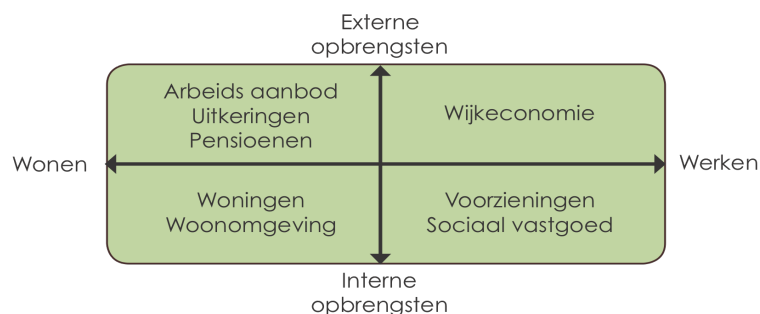 Externe
opbrengsten
Arbeids aanbod
Uitkeringen
Pensioenen
Wijkeconomie
Wonen
Werken
Woningen
Woonomgeving
Voorzieningen
Sociaal vastgoed
Interne
opbrengsten